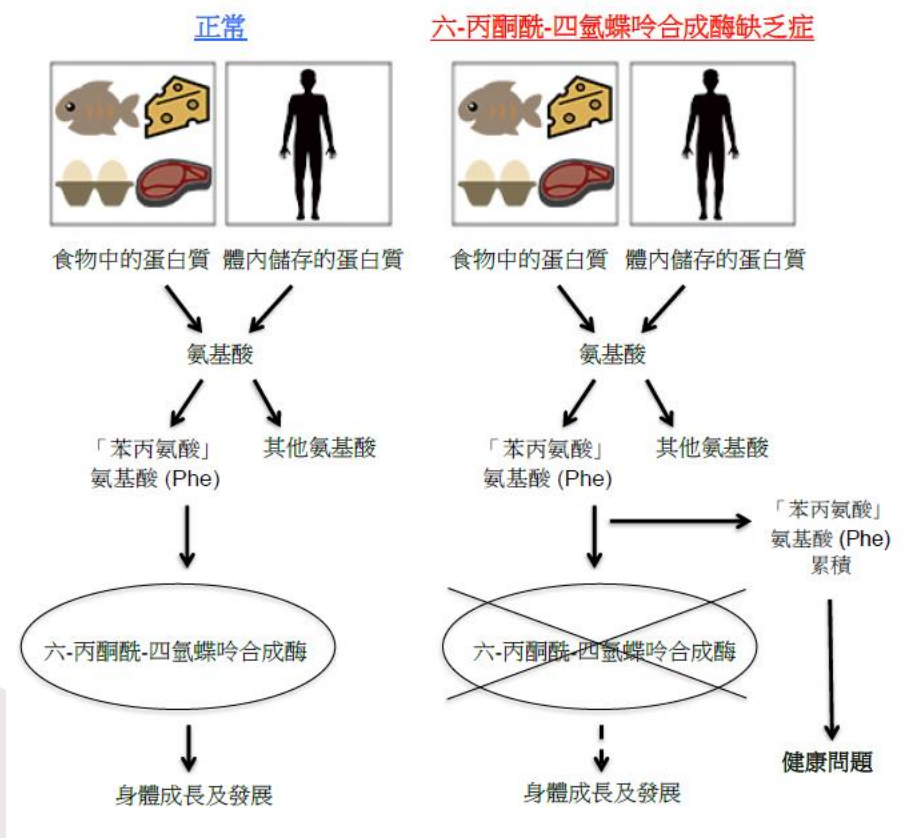 正常
食物中的蛋白質
體內儲存的蛋白質
氨基酸
「苯丙氨酸」
氨基酸 (Phe)
其他氨基酸
六-丙酮酰-四氫蝶呤合成酶
身體成長及發展
六-丙酮酰-四氫蝶呤合成酶缺乏症
食物中的蛋白質
體內儲存的蛋白質
氨基酸
「苯丙氨酸」
氨基酸 (Phe)
其他氨基酸
「苯丙氨酸」
氨基酸 (Phe)
累積
六-丙酮酰-四氫蝶呤合成酶
健康問題
身體成長及發展